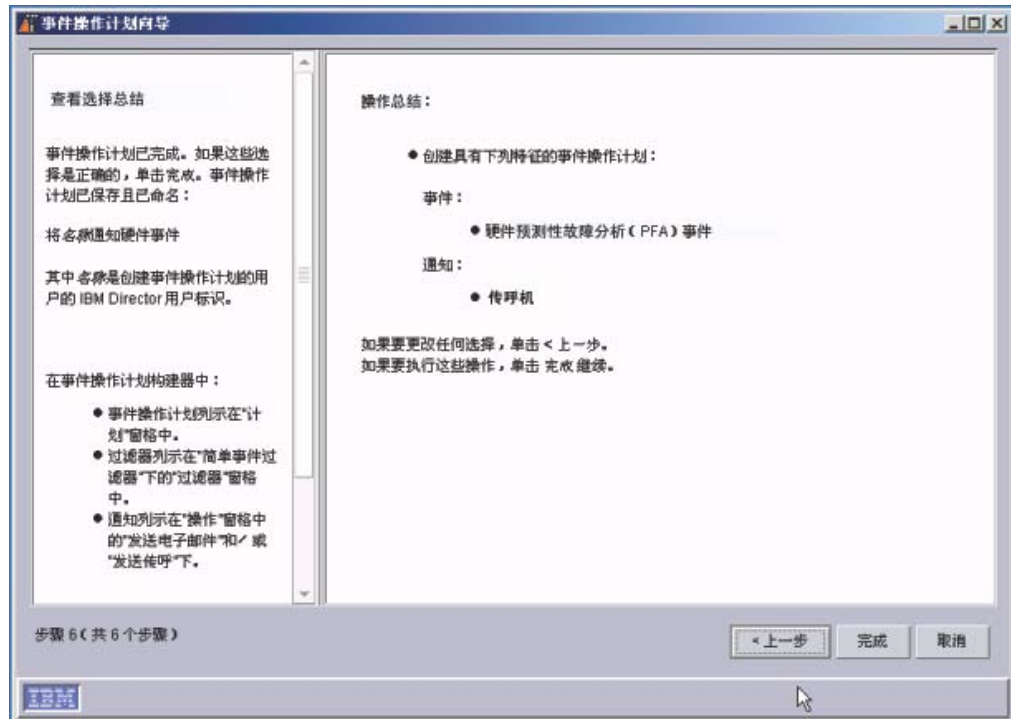 事件操作计划向导
查看选择总结
事件操作计划已完成。如果这些选
择是正确的，单击完成。事件操作
计划已保存且已命名：
将名称通知硬件事件
其中名称是创建事件操作计划的用
户的 IBM Director 用户标识。
在事件操作计划构建器中：
● 事件操作计划列示在"计
划"窗格中。
● 过滤器列示在"简单事件过
滤器"下的"过滤器"窗格
中。
● 通知列示在"操作"窗格中
的"发送电子邮件"和／或
"发送传呼"下。
操作总结：
● 创建具有下列特征的事件操作计划：
事件：
● 硬件预测性故障分析（PFA）事件
通知：
● 传呼机
如果要更改任何选择，单击 < 上一步。
如果要执行这些操作，单击 完成 继续。
步骤 6（共 6 个步骤）
< 上一步
完成
取消
IBM